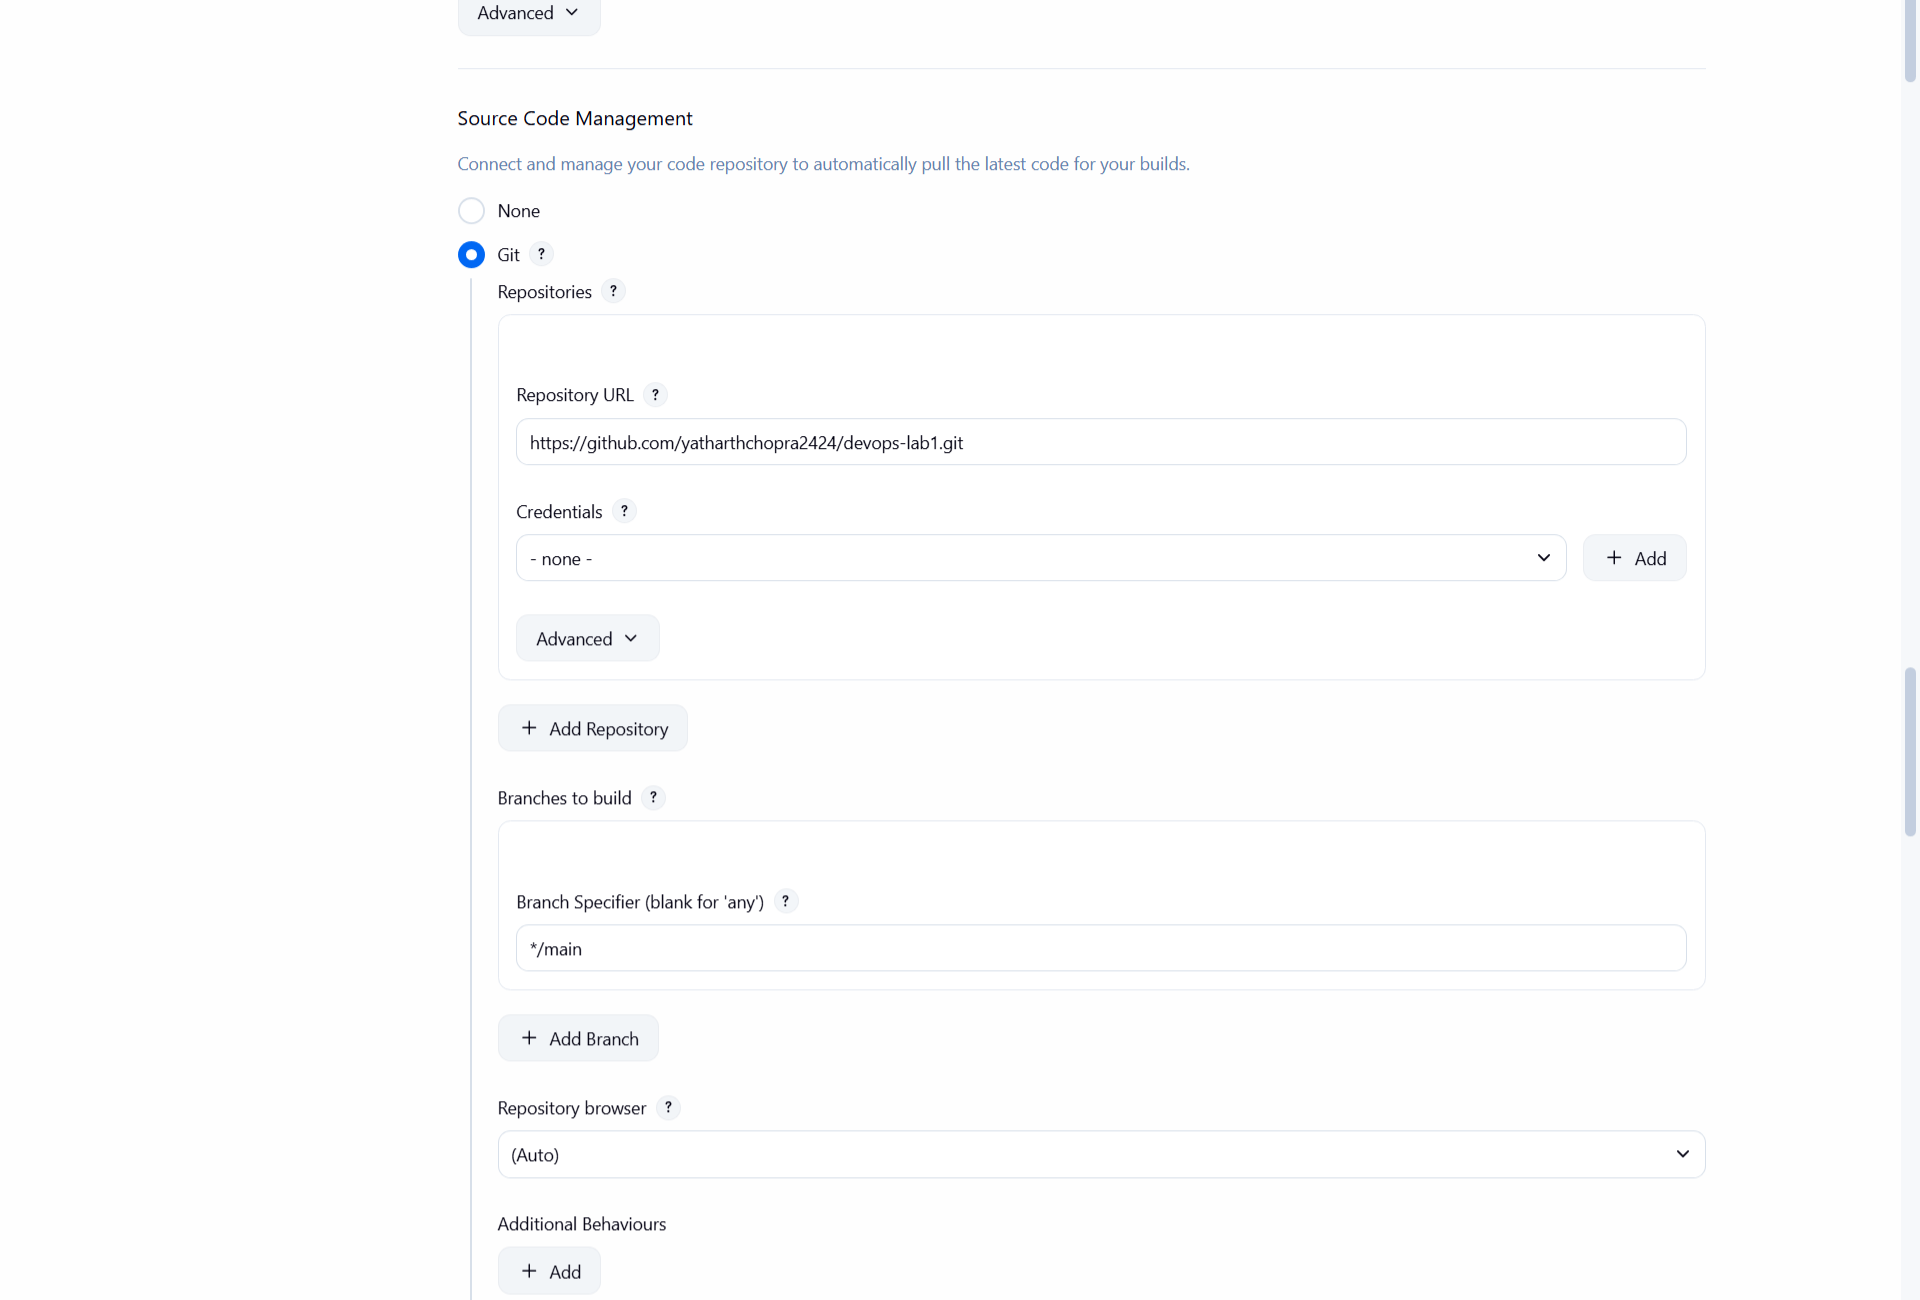 Advanced
Source Code Management
Connect and manage your code repository to automatically pull the latest code for your builds.
None
Git ?
Repositories ?
Repository URL ?
https://github.com/yatharthchopra2424/devops-lab1.git
Credentials ?
- none -
+ Add
Advanced
+ Add Repository
Branches to build ?
Branch Specifier (blank for 'any') ?
*/main
+ Add Branch
Repository browser ?
(Auto)
Additional Behaviours
+ Add